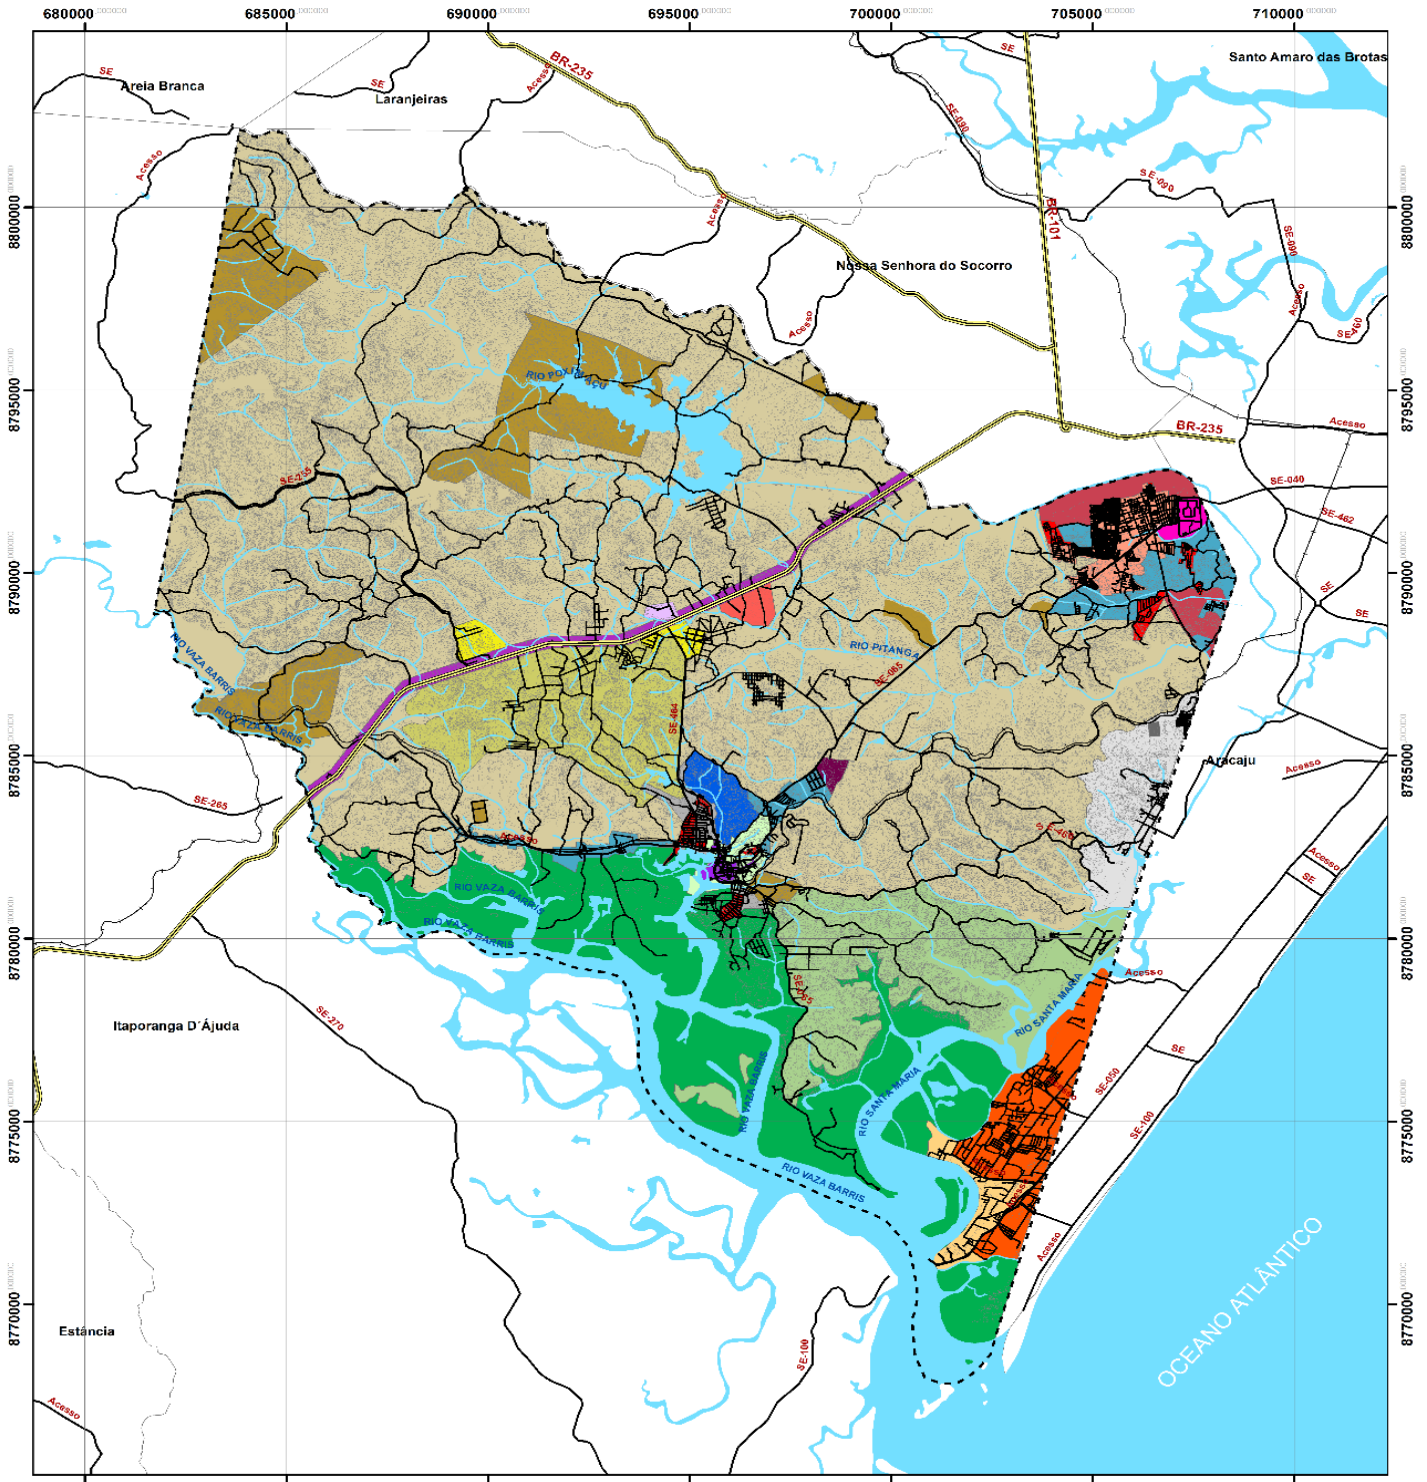 680000 685000 690000 695000 700000 705000 710000
SE
Areia Branca
SE
Laranjeiras
Acesso
BR-235
SE
Santo Amaro das Brotas
SE-090
Acesso
SE-090
8800000
8800000
Acesso
BR-101
SE-090
Nossa Senhora do Socorro
Acesso
Acesso
SE-460
8795000
8795000
RIO POXIM AÇU
BR-235
Acesso
SE-255
SE-040
SE-462
8790000
8790000
SE
SE
RIO VAZA BARRIS
RIO PITANGA
SE-065
RIO VAZA BARRIS
SE-464
8785000
8785000
Aracaju
Acesso
SE-265
Acesso
Acesso
SE
RIO VAZA BARRIS
RIO VAZA BARRIS
8780000
8780000
Acesso
SE-065
RIO SANTA MARIA
Itaporanga D´Ájuda
SE-270
SE
SE-050
RIO VAZA BARRIS
RIO SANTA MARIA
SE-100
8775000
8775000
RIO VAZA BARRIS
Acesso
OCEANO ATLÂNTICO
8770000
8770000
Estância
SE-100
Acesso